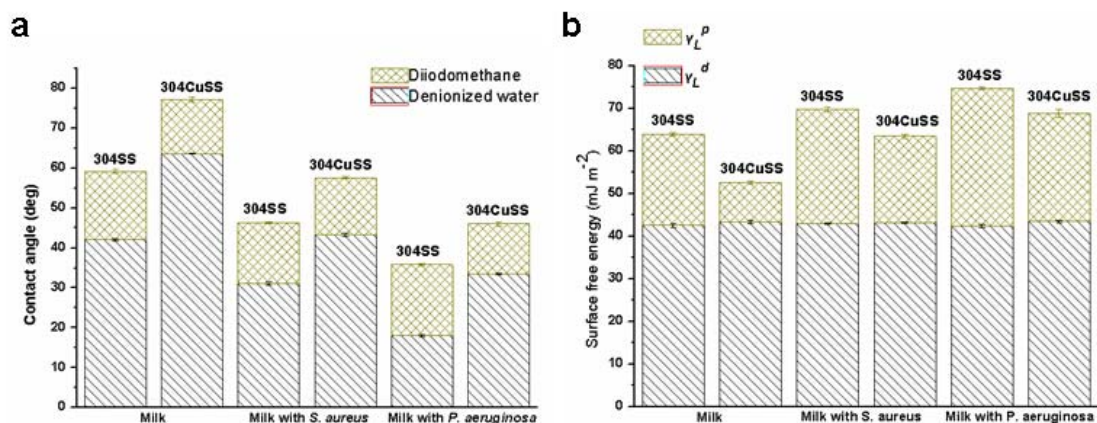 a
Contact angle (deg)
80
70
60
50
40
30
20
10
0
Diiodomethane
Denionized water
304SS
304CuSS
304SS
304CuSS
304SS
304CuSS
Milk
Milk with S. aureus
Milk with P. aeruginosa
b
γL^p
γL^d
Surface free energy (mJ m-2)
80
70
60
50
40
30
20
10
0
304SS
304CuSS
304SS
304CuSS
304SS
304CuSS
Milk
Milk with S. aureus
Milk with P. aeruginosa